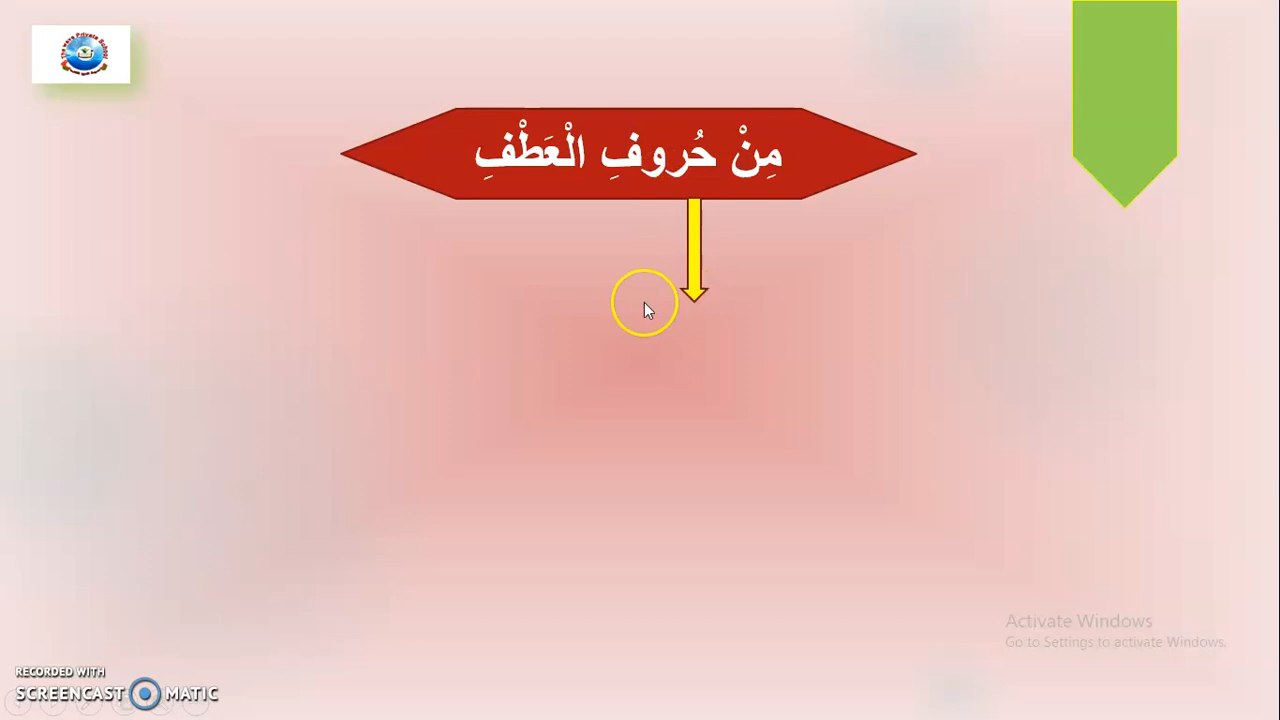 مِنْ حُروفِ الْعَطْفِ
Activate Windows
Go to Settings to activate Windows.
RECORDED WITH
SCREENCAST MATIC